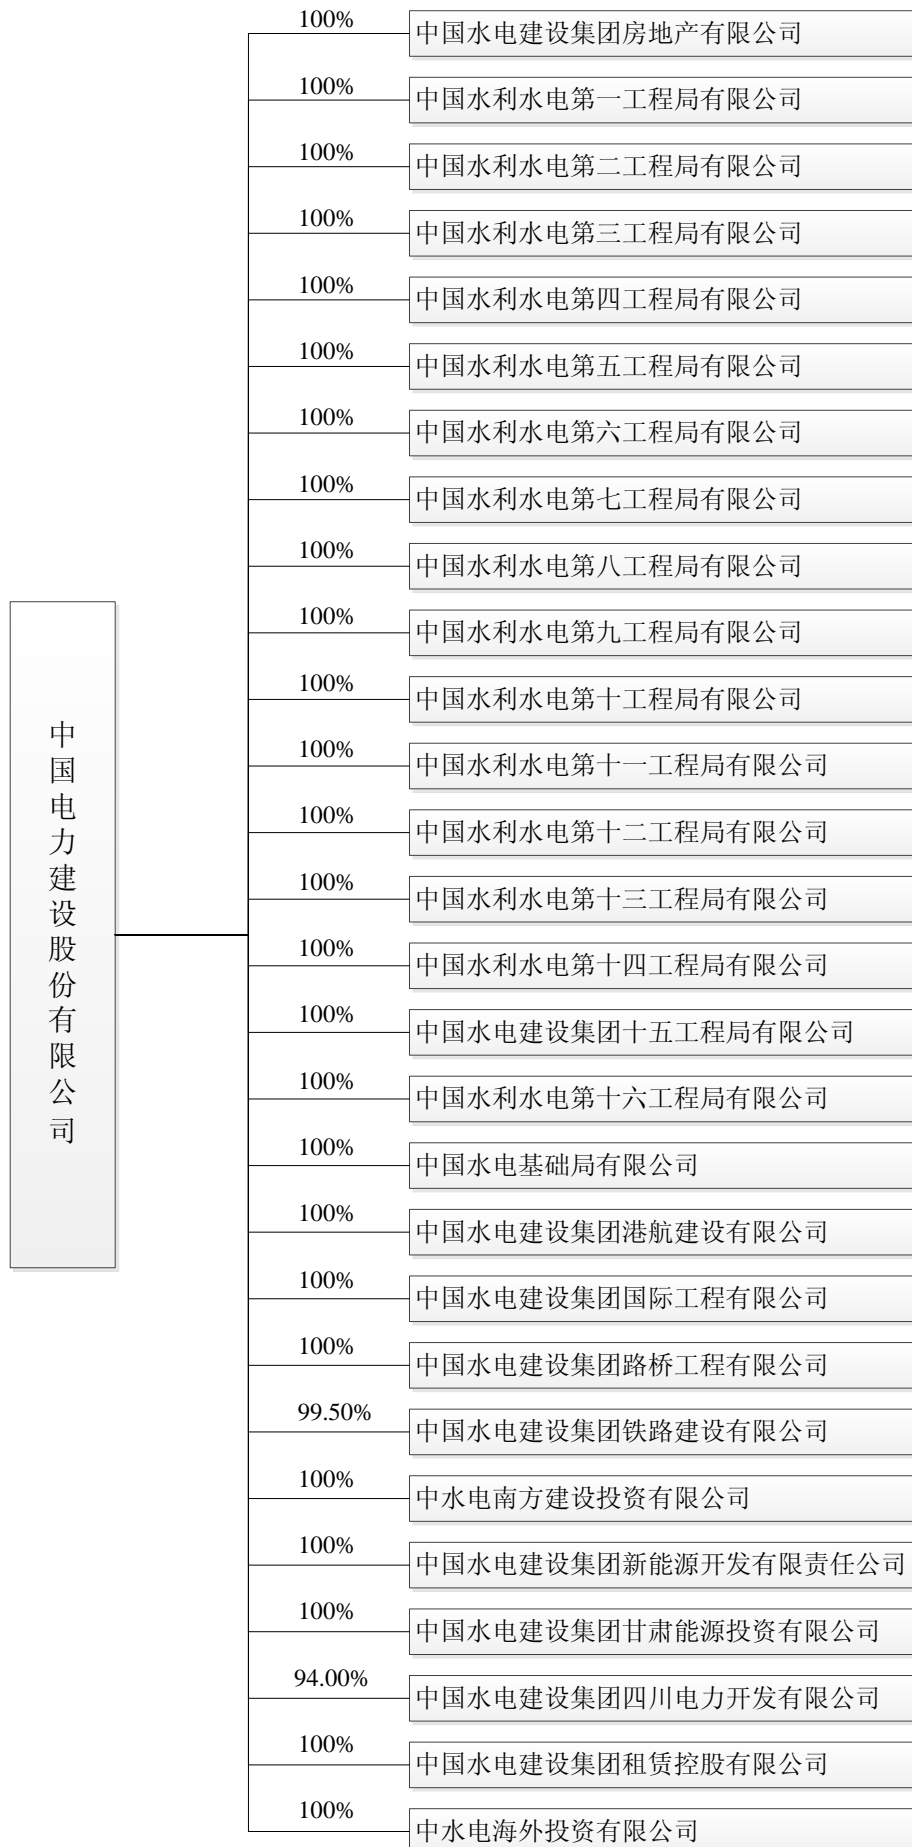 中国电力建设股份有限公司
100%
中国水电建设集团房地产有限公司
100%
中国水利水电第一工程局有限公司
100%
中国水利水电第二工程局有限公司
100%
中国水利水电第三工程局有限公司
100%
中国水利水电第四工程局有限公司
100%
中国水利水电第五工程局有限公司
100%
中国水利水电第六工程局有限公司
100%
中国水利水电第七工程局有限公司
100%
中国水利水电第八工程局有限公司
100%
中国水利水电第九工程局有限公司
100%
中国水利水电第十工程局有限公司
100%
中国水利水电第十一工程局有限公司
100%
中国水利水电第十二工程局有限公司
100%
中国水利水电第十三工程局有限公司
100%
中国水利水电第十四工程局有限公司
100%
中国水电建设集团十五工程局有限公司
100%
中国水利水电第十六工程局有限公司
100%
中国水电基础局有限公司
100%
中国水电建设集团港航建设有限公司
100%
中国水电建设集团国际工程有限公司
100%
中国水电建设集团路桥工程有限公司
99.50%
中国水电建设集团铁路建设有限公司
100%
中水电南方建设投资有限公司
100%
中国水电建设集团新能源开发有限责任公司
100%
中国水电建设集团甘肃能源投资有限公司
94.00%
中国水电建设集团四川电力开发有限公司
100%
中国水电建设集团租赁控股有限公司
100%
中水电海外投资有限公司